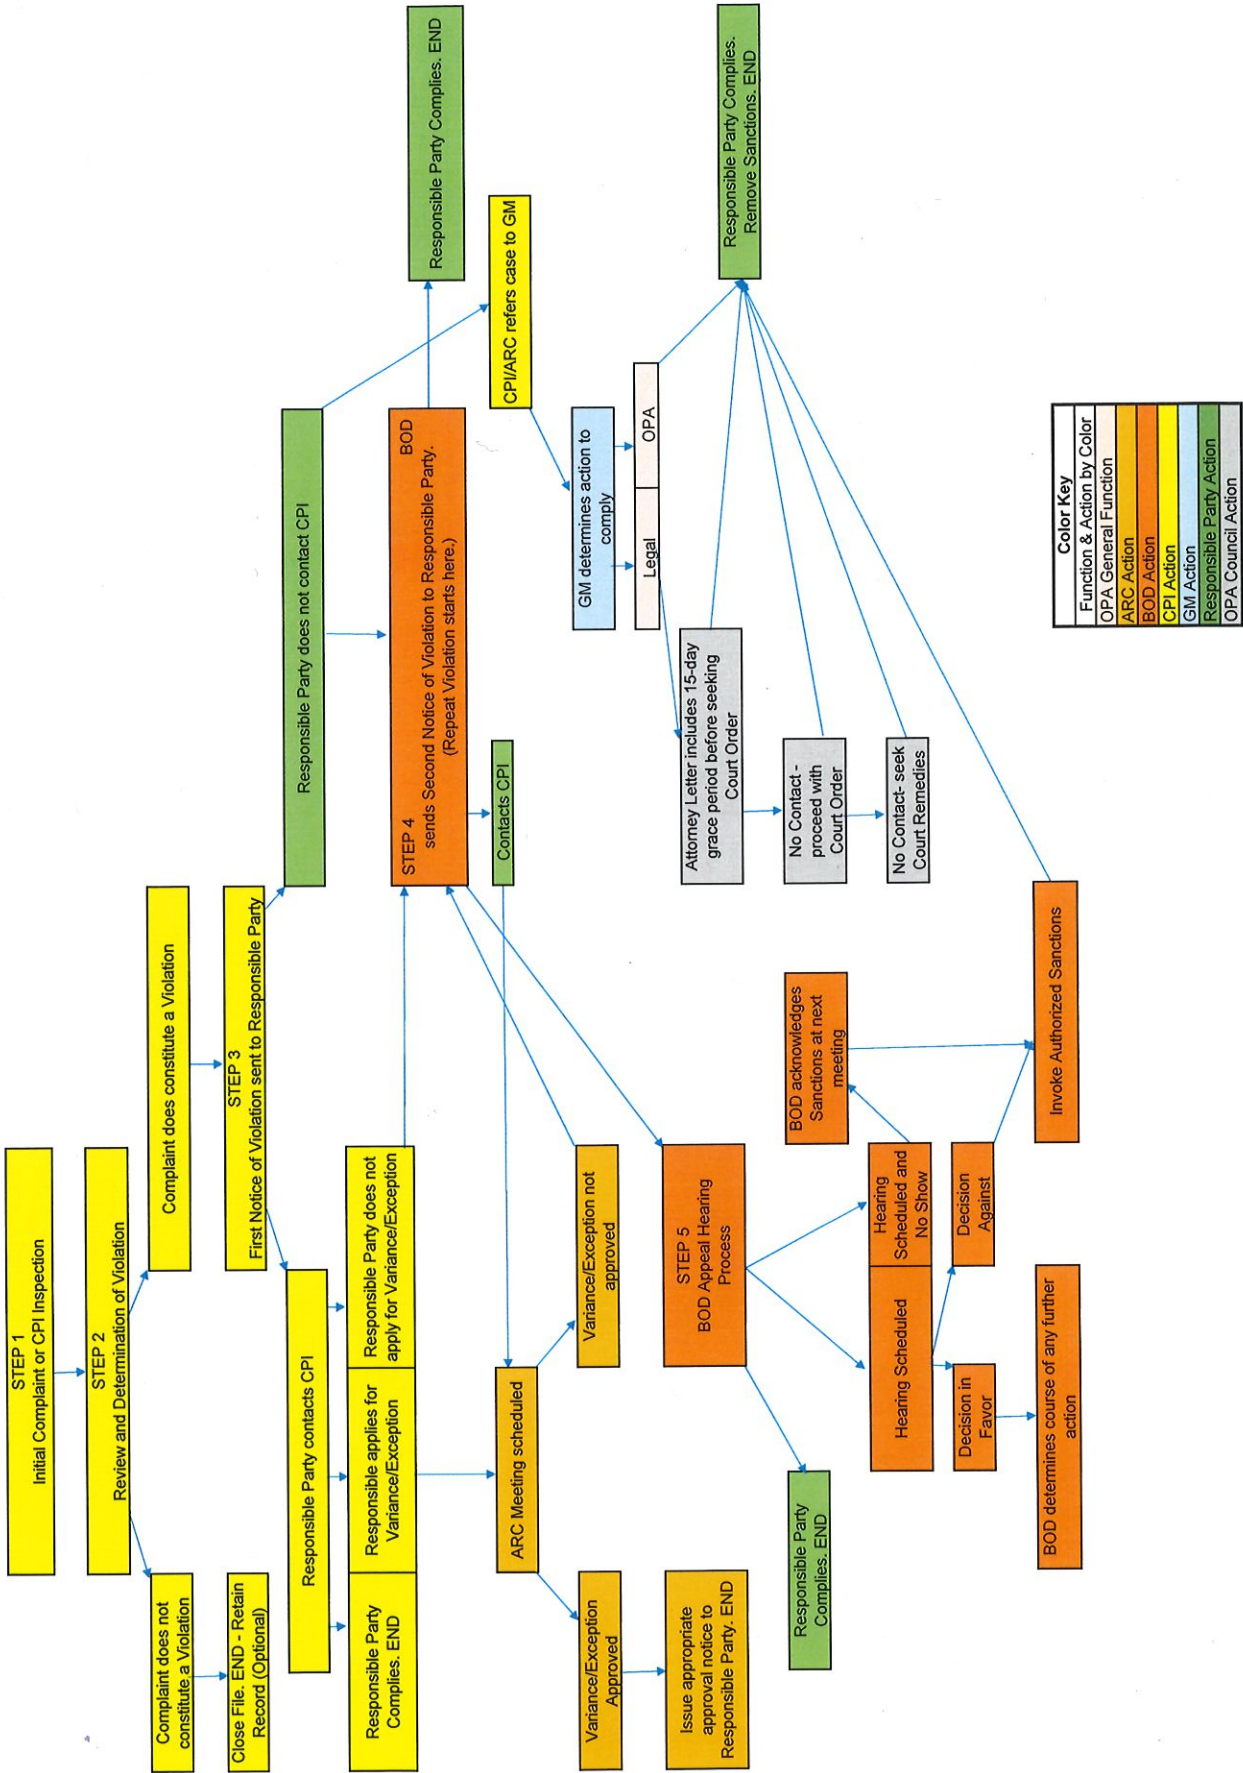 STEP 1
Initial Complaint or CPI Inspection
STEP 2
Review and Determination of Violation
Complaint does not
constitute a Violation
Complaint does constitute a Violation
Close File. END - Retain
Record (Optional)
STEP 3
First Notice of Violation sent to Responsible Party
Responsible Party contacts CPI
Responsible Party does not contact CPI
Responsible Party
Complies. END
Responsible applies for
Variance/Exception
Responsible Party does not
apply for Variance/Exception
STEP 4
BOD
sends Second Notice of Violation to Responsible Party.
(Repeat Violation starts here.)
Responsible Party Complies. END
ARC Meeting scheduled
Contacts CPI
CPI/ARC refers case to GM
Variance/Exception
Approved
Variance/Exception not
approved
GM determines action to
comply
Legal
OPA
Issue appropriate
approval notice to
Responsible Party. END
STEP 5
BOD Appeal Hearing
Process
Attorney Letter includes 15-day
grace period before seeking
Court Order
Responsible Party Complies.
Remove Sanctions. END
Responsible Party
Complies. END
BOD acknowledges
Sanctions at next
meeting
No Contact -
proceed with
Court Order
Hearing Scheduled
Hearing
Scheduled and
No Show
No Contact- seek
Court Remedies
Decision in
Favor
Decision
Against
BOD determines course of any further
action
Invoke Authorized Sanctions
Color Key
Function & Action by Color
OPA General Function
ARC Action
BOD Action
CPI Action
GM Action
Responsible Party Action
OPA Council Action